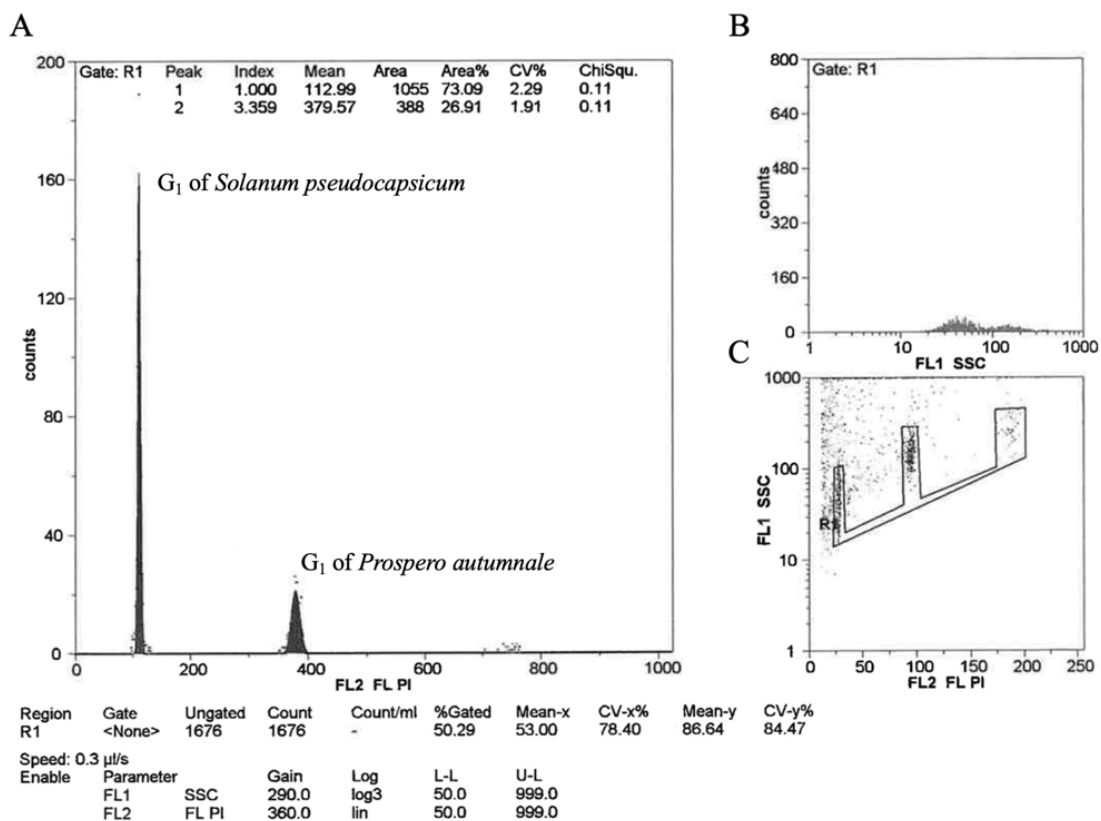 A
Gate: R1 Peak Index Mean Area Area% CV% ChiSqu.
1 1.000 112.99 1055 73.09 2.29 0.11
2 3.359 379.57 388 26.91 1.91 0.11
200
160
120
80
40
0
counts
G₁ of Solanum pseudocapsicum
G₁ of Prospero autumnale
0 200 400 600 800 1000
FL2 FL PI
B
Gate: R1
800
640
480
320
160
0
counts
1 10 100 1000
FL1 SSC
C
1000
100
10
1
FL1 SSC
R1
0 50 100 150 200 250
FL2 FL PI
Region Gate Ungated Count Count/ml %Gated Mean-x CV-x% Mean-y CV-y%
R1 <None> 1676 1676 - 50.29 53.00 78.40 86.64 84.47
Speed: 0.3 µl/s
Enable Parameter Gain Log L-L U-L
FL1 SSC 290.0 log3 50.0 999.0
FL2 FL PI 360.0 lin 50.0 999.0